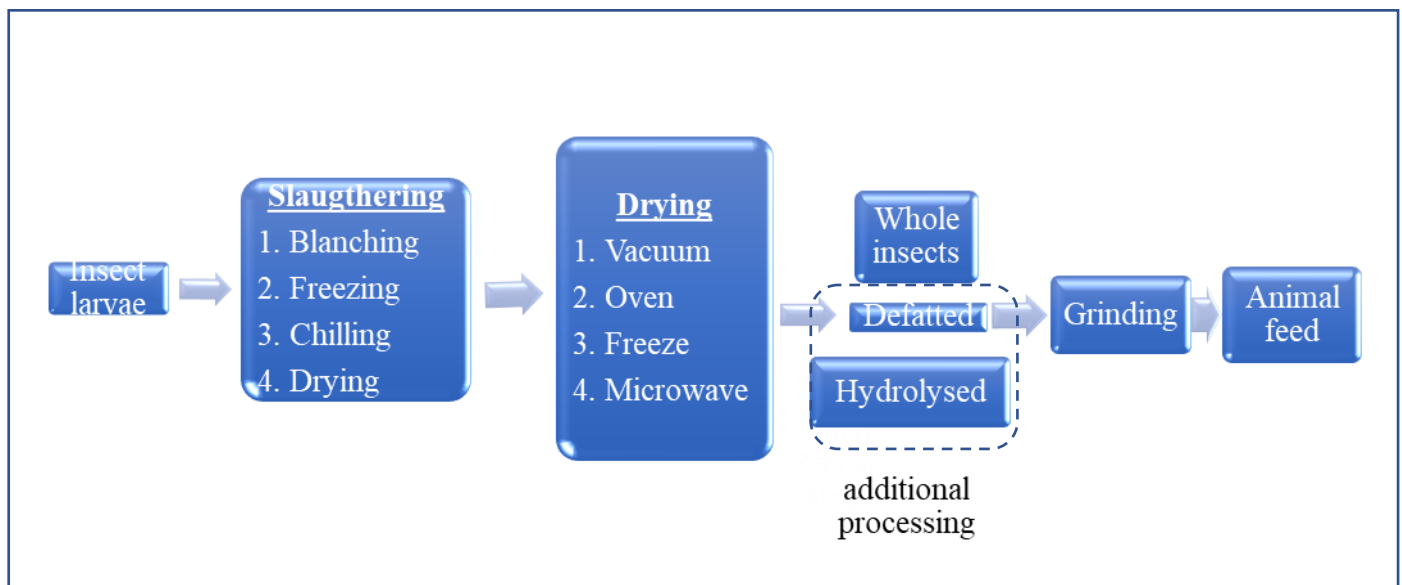 Insect
larvae
Slaugthering
1. Blanching
2. Freezing
3. Chilling
4. Drying
Drying
1. Vacuum
2. Oven
3. Freeze
4. Microwave
Whole
insects
Defatted
Hydrolysed
additional
processing
Grinding
Animal
feed